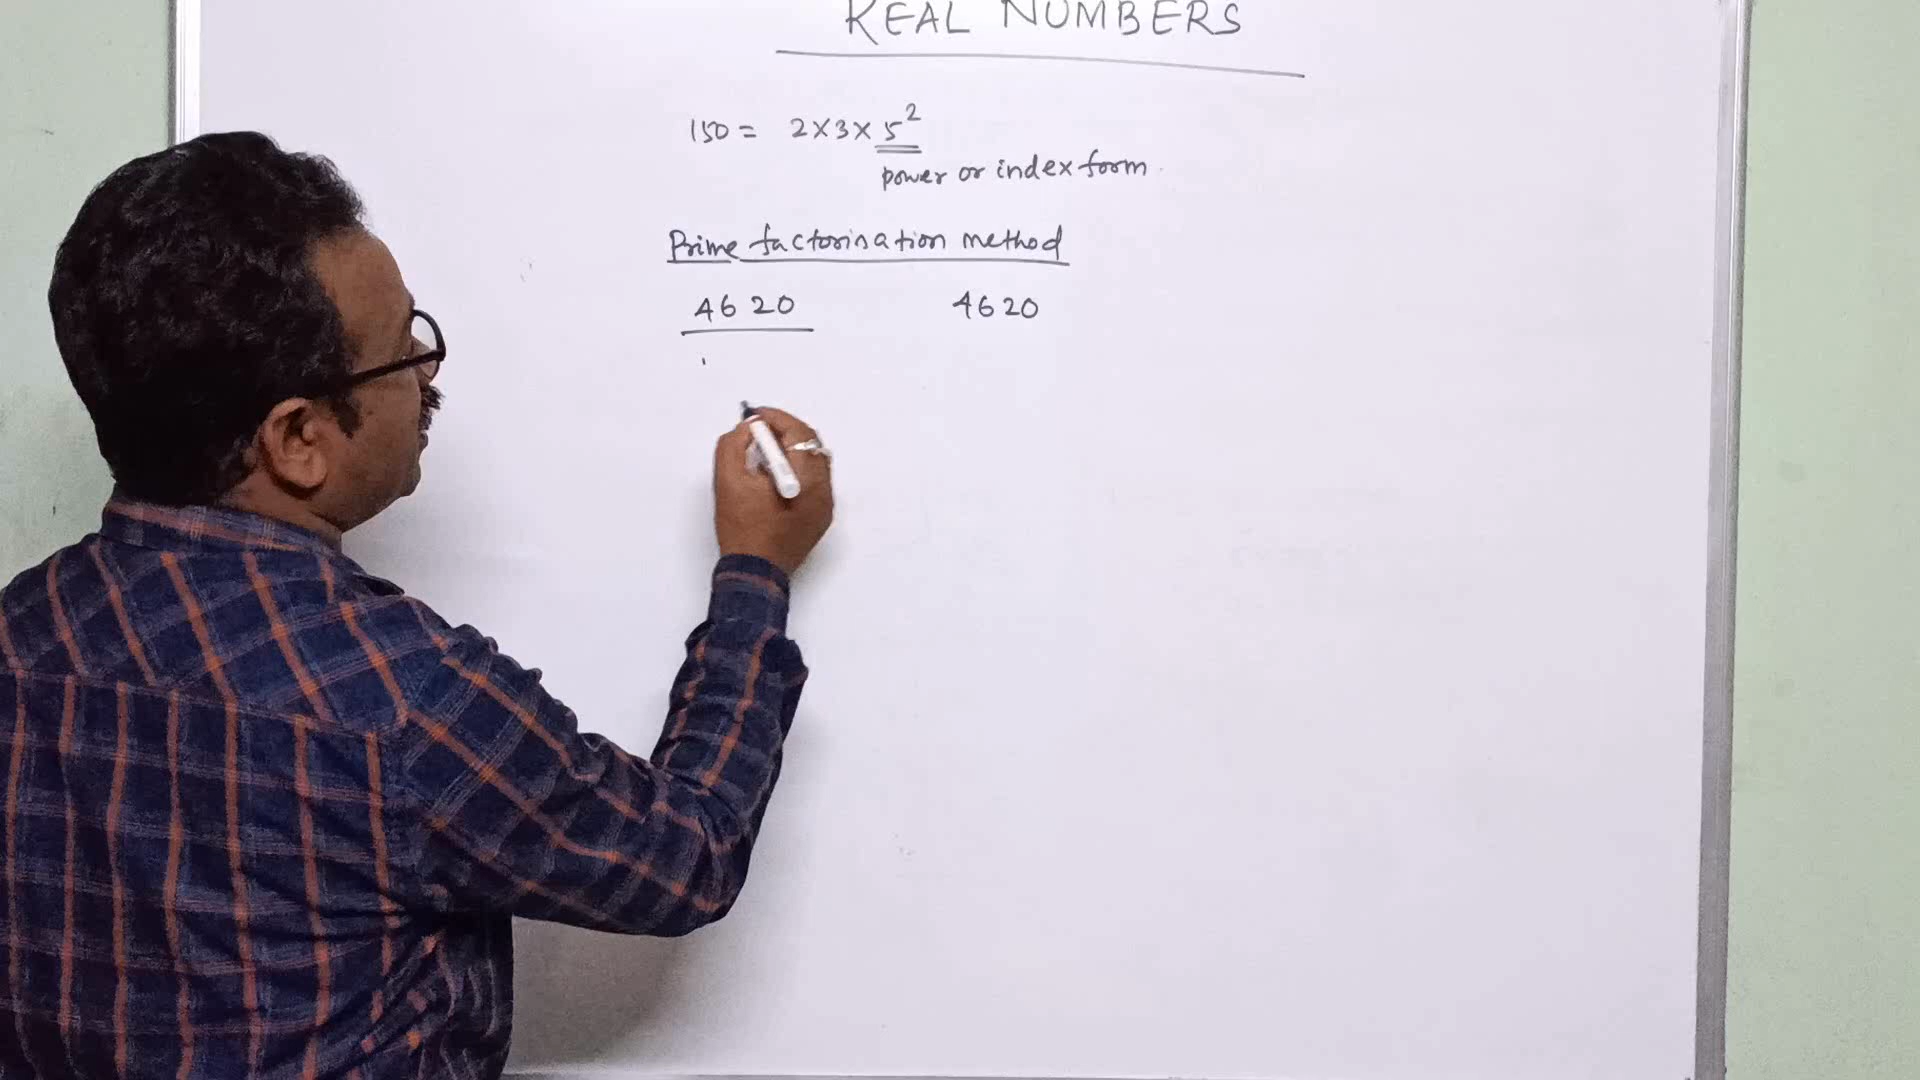 REAL NUMBERS
150 = 2×3×5²
power or index form.
Prime factorisation method
4620 4620